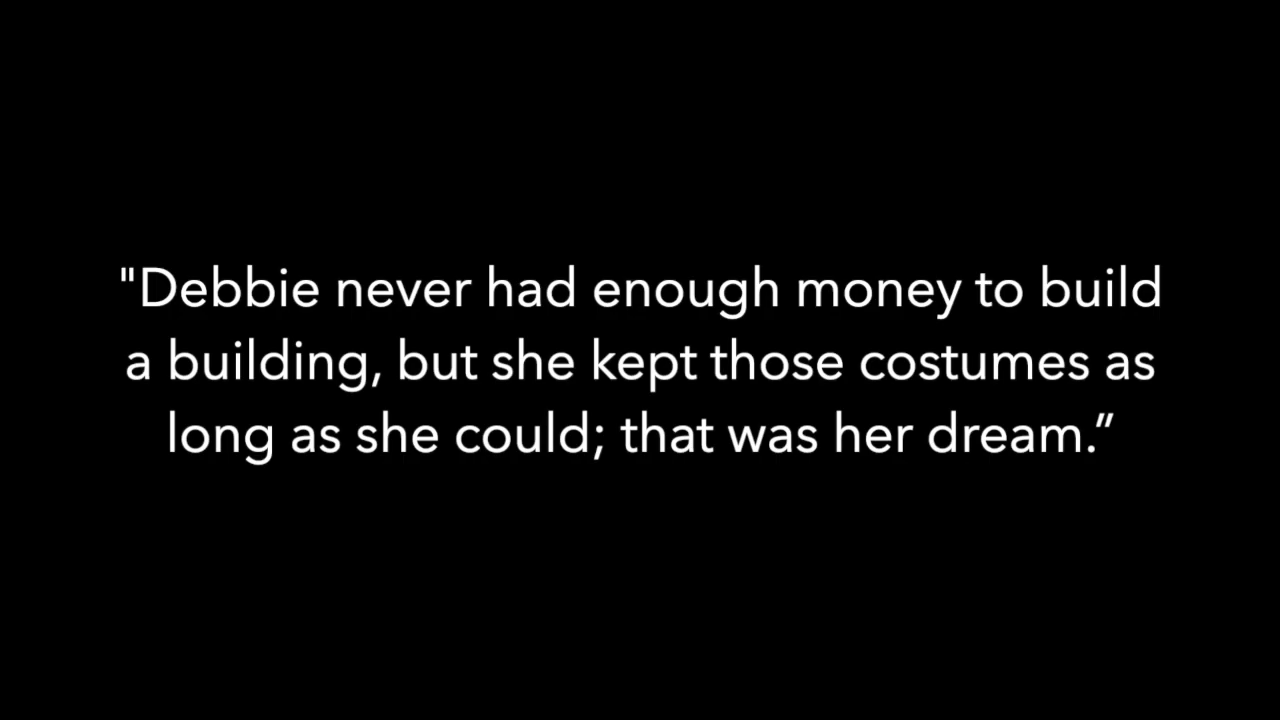 "Debbie never had enough money to build
a building, but she kept those costumes as
long as she could; that was her dream.”